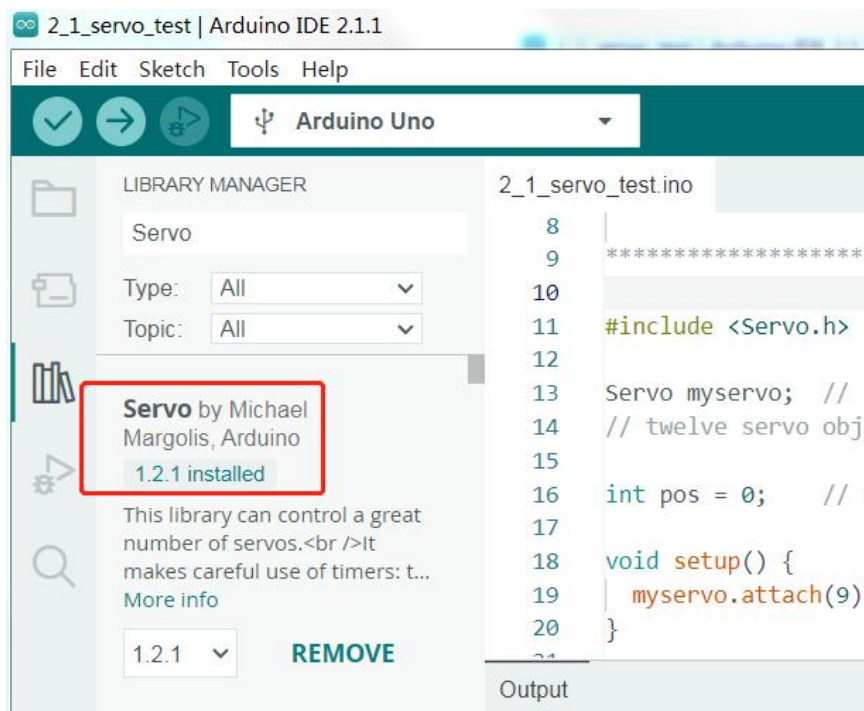 2_1_servo_test | Arduino IDE 2.1.1
File Edit Sketch Tools Help
Arduino Uno
LIBRARY MANAGER
Servo
Type: All
Topic: All
Servo by Michael
Margolis, Arduino
1.2.1 installed
This library can control a great
number of servos.<br />It
makes careful use of timers: t...
More info
1.2.1
REMOVE
2_1_servo_test.ino
8
9 *******************
10
11 #include <Servo.h>
12
13 Servo myservo; //
14 // twelve servo obj
15
16 int pos = 0; //
17
18 void setup() {
19 myservo.attach(9)
20 }
Output